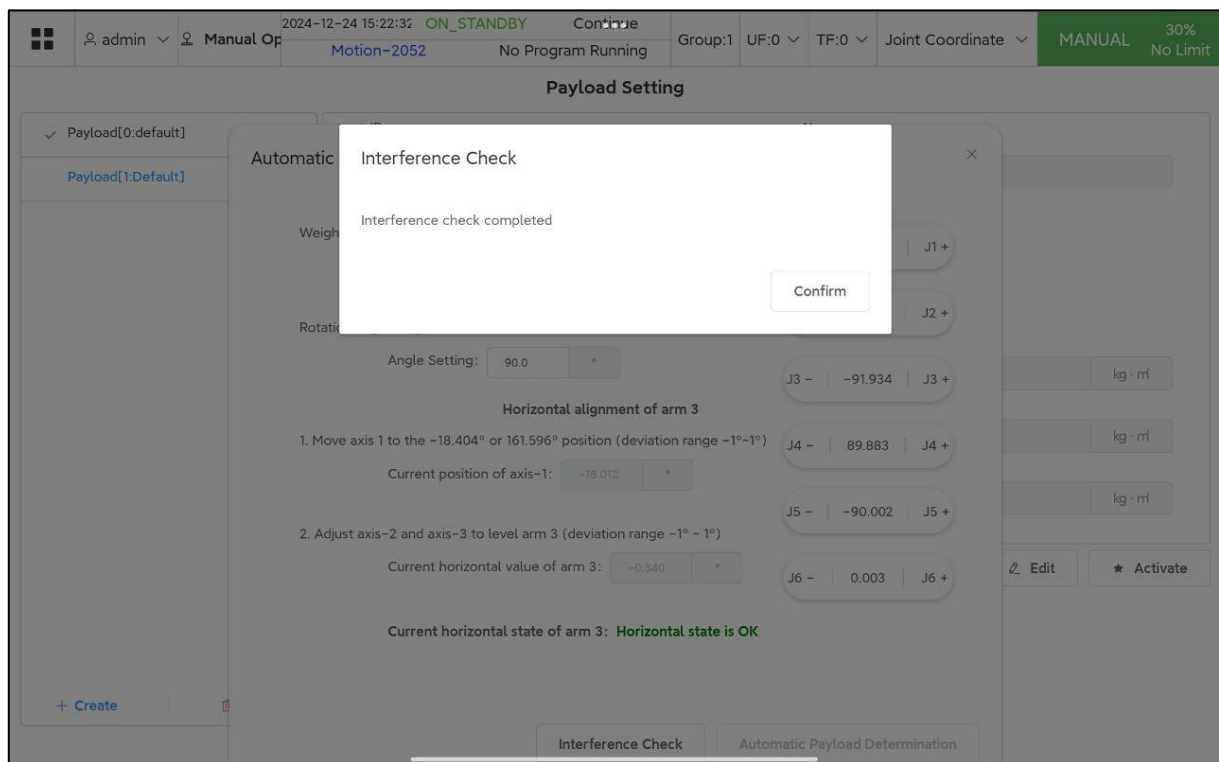 2024-12-24 15:22:32 ON_STANDBY Continue
admin Manual Op Motion-2052 No Program Running Group:1 UF:0 TF:0 Joint Coordinate MANUAL 30% No Limit
Payload Setting
Payload[0:default]
Payload[1:Default]
Automatic
Interference Check
Interference check completed
Confirm
Weigh
J1 +
J2 +
Angle Setting: 90.0 °
J3 - -91.934 J3 +
kg·㎡
Horizontal alignment of arm 3
1. Move axis 1 to the -18.404° or 161.596° position (deviation range -1°~1°)
J4 - 89.883 J4 +
kg·㎡
Current position of axis-1: -18.012 °
J5 - -90.002 J5 +
kg·㎡
2. Adjust axis-2 and axis-3 to level arm 3 (deviation range -1° ~ 1°)
Current horizontal value of arm 3: -0.340 °
J6 - 0.003 J6 +
Edit Activate
Current horizontal state of arm 3: Horizontal state is OK
+ Create
Interference Check Automatic Payload Determination